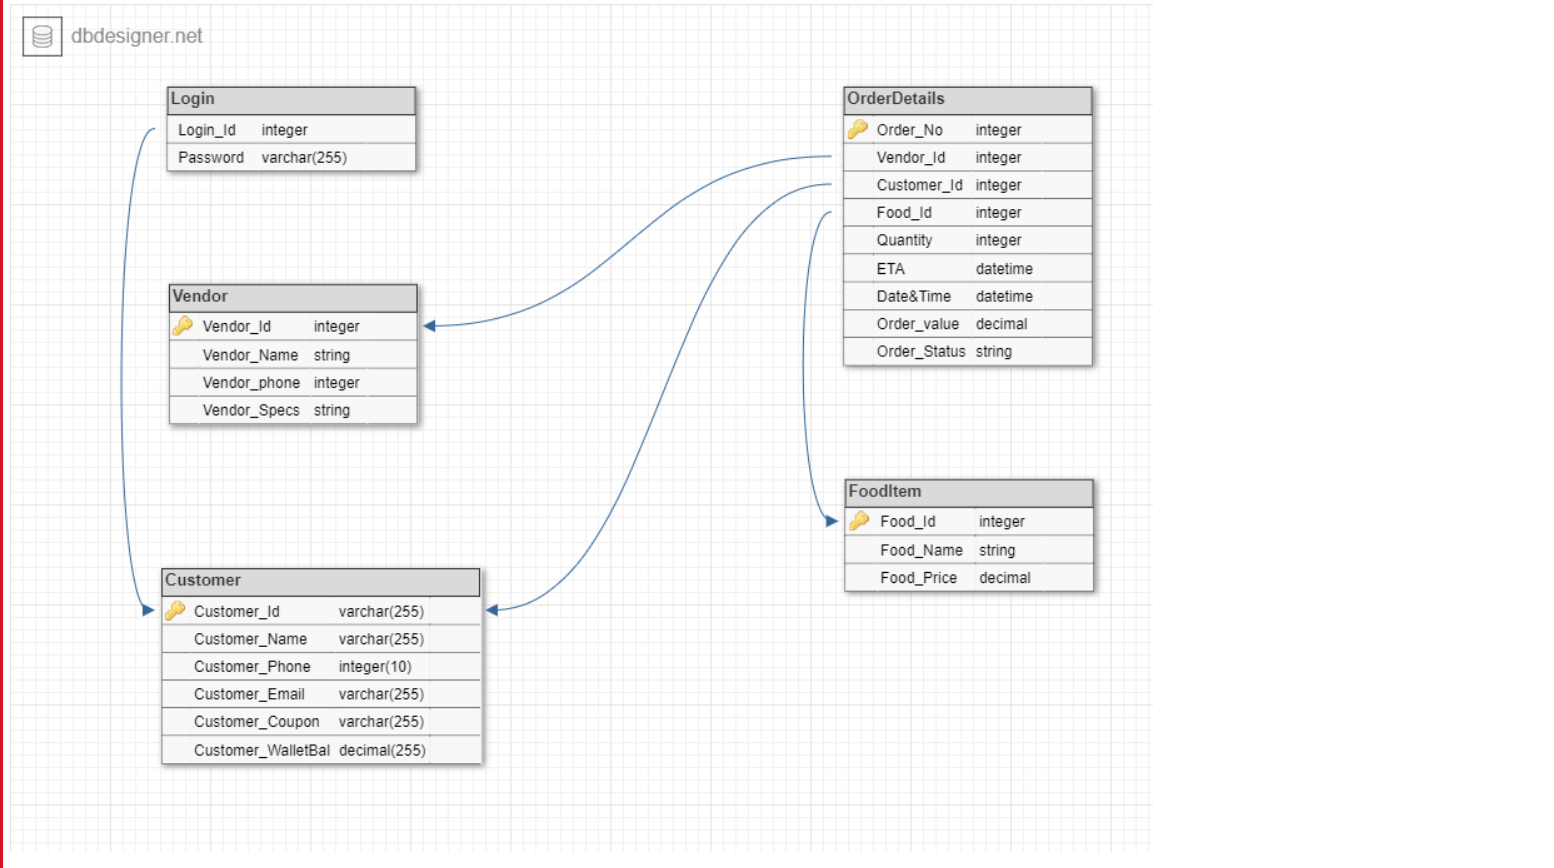 dbdesigner.net
Login
Login_Id integer
Password varchar(255)
Vendor
Vendor_Id integer
Vendor_Name string
Vendor_phone integer
Vendor_Specs string
Customer
Customer_Id varchar(255)
Customer_Name varchar(255)
Customer_Phone integer(10)
Customer_Email varchar(255)
Customer_Coupon varchar(255)
Customer_WalletBal decimal(255)
OrderDetails
Order_No integer
Vendor_Id integer
Customer_Id integer
Food_Id integer
Quantity integer
ETA datetime
Date&Time datetime
Order_value decimal
Order_Status string
FoodItem
Food_Id integer
Food_Name string
Food_Price decimal